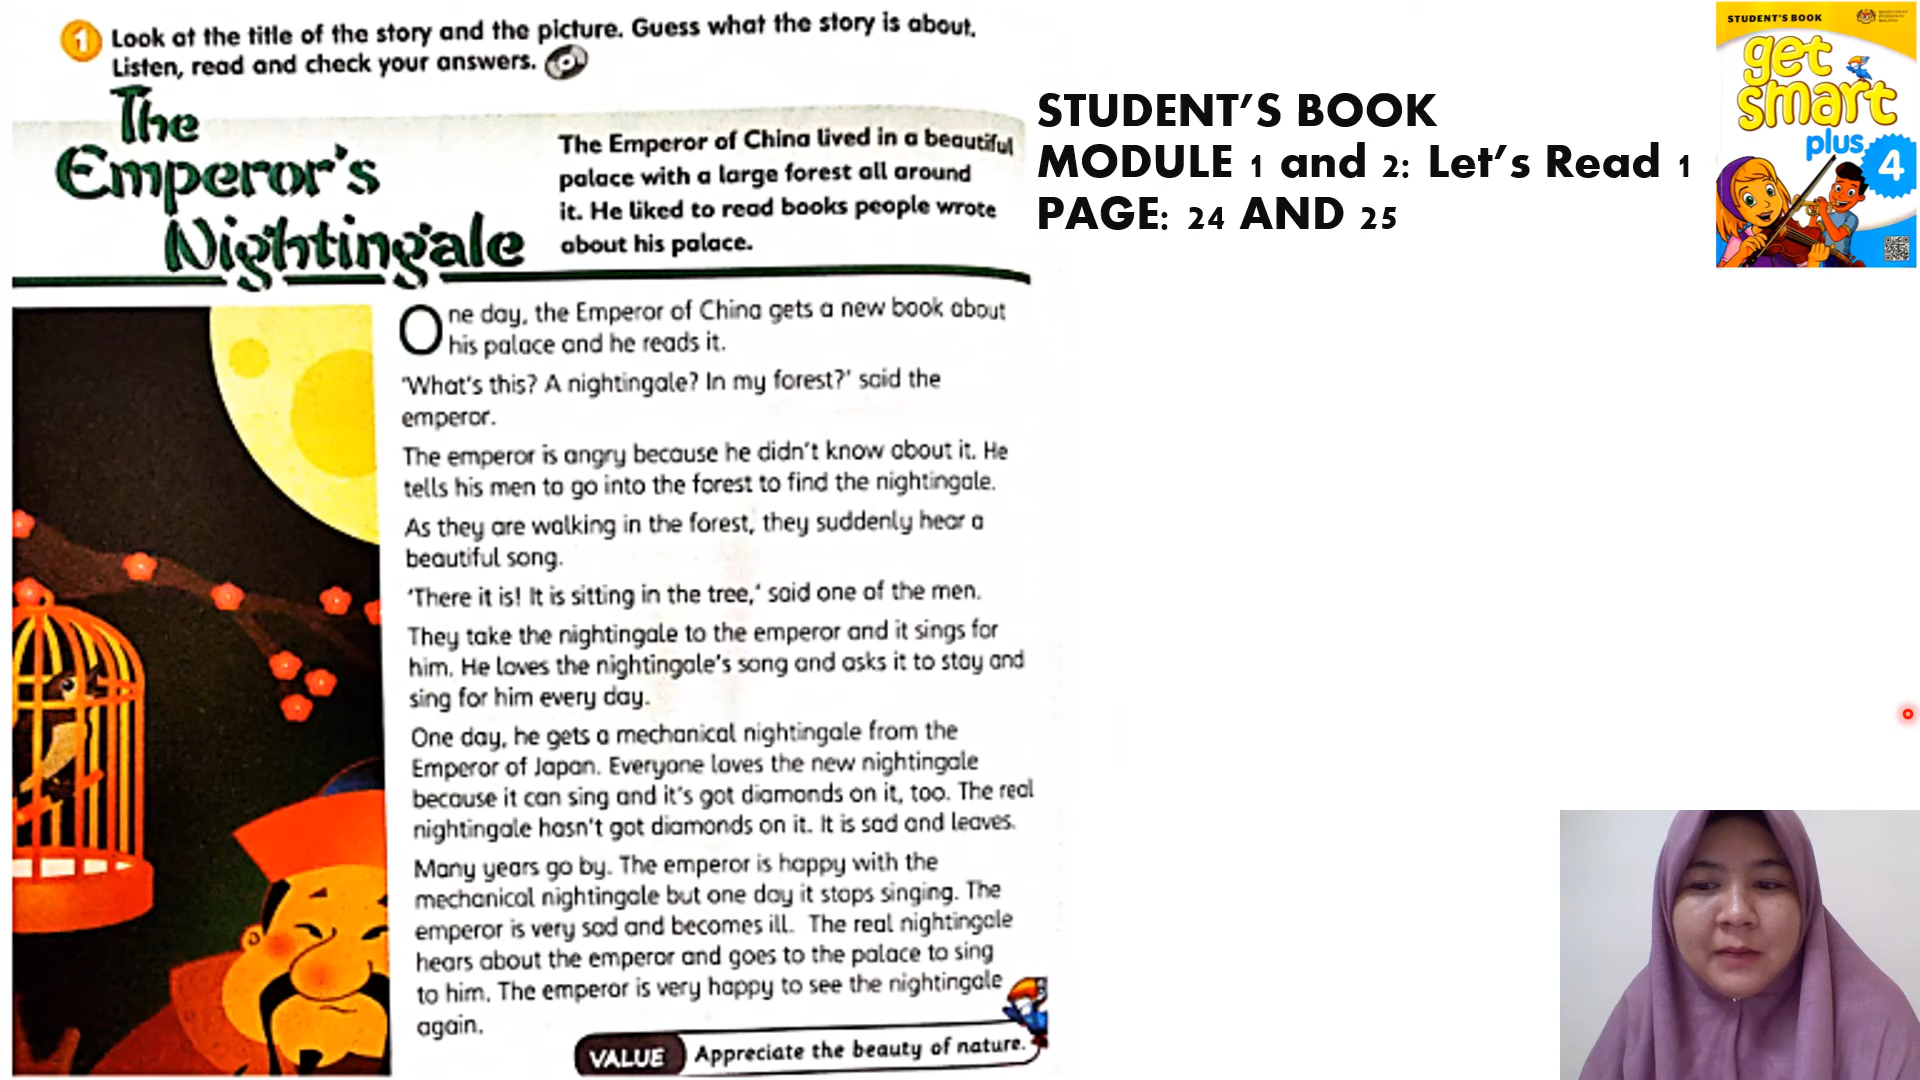 1 Look at the title of the story and the picture. Guess what the story is about.
Listen, read and check your answers.
The
Emperor's
Nightingale
The Emperor of China lived in a beautiful
palace with a large forest all around
it. He liked to read books people wrote
about his palace.
One day, the Emperor of China gets a new book about
his palace and he reads it.
'What's this? A nightingale? In my forest?' said the
emperor.
The emperor is angry because he didn't know about it. He
tells his men to go into the forest to find the nightingale.
As they are walking in the forest, they suddenly hear a
beautiful song.
'There it is! It is sitting in the tree,' said one of the men.
They take the nightingale to the emperor and it sings for
him. He loves the nightingale's song and asks it to stay and
sing for him every day.
One day, he gets a mechanical nightingale from the
Emperor of Japan. Everyone loves the new nightingale
because it can sing and it's got diamonds on it, too. The real
nightingale hasn't got diamonds on it. It is sad and leaves.
Many years go by. The emperor is happy with the
mechanical nightingale but one day it stops singing. The
emperor is very sad and becomes ill. The real nightingale
hears about the emperor and goes to the palace to sing
to him. The emperor is very happy to see the nightingale
again.
VALUE Appreciate the beauty of nature.
STUDENT'S BOOK
MODULE 1 and 2: Let's Read 1
PAGE: 24 AND 25
STUDENT'S BOOK
get
smart
plus 4